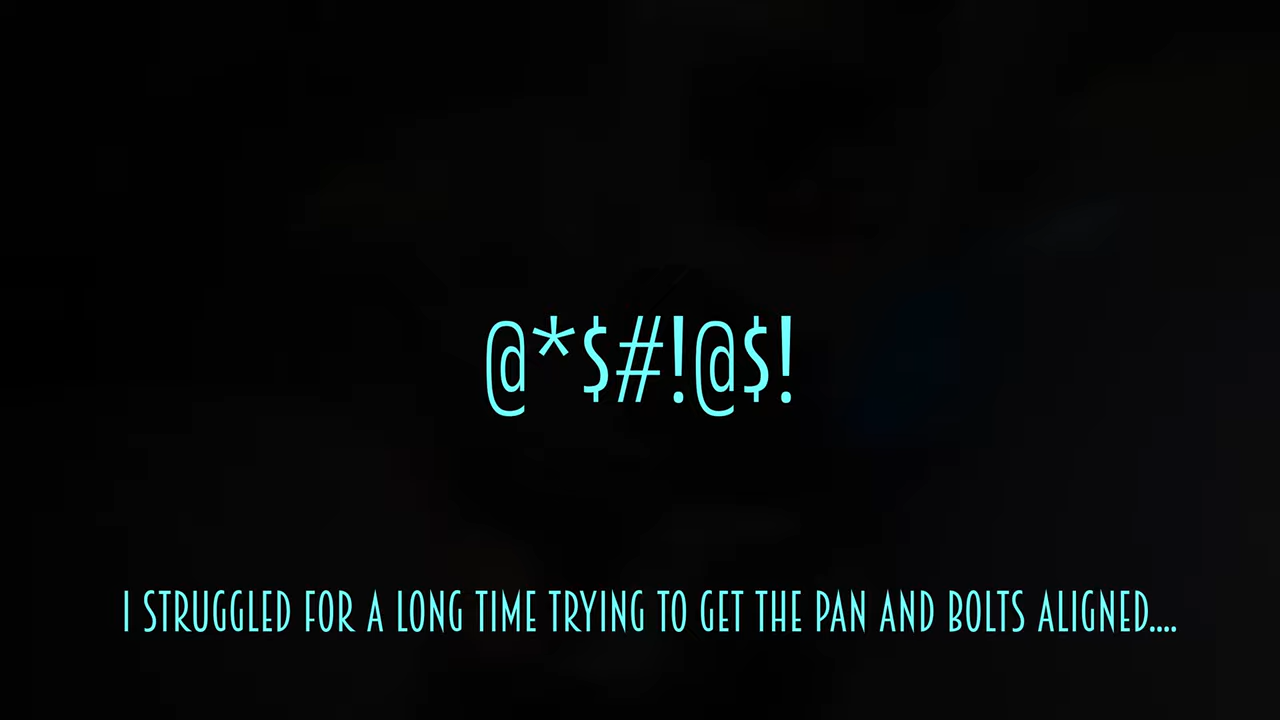 @*$#!@$!
I STRUGGLED FOR A LONG TIME TRYING TO GET THE PAN AND BOLTS ALIGNED....